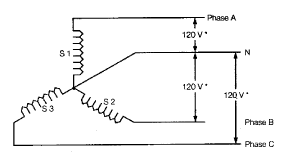 Phase A
120 V*
S 1
N
120 V*
120 V*
S 3
S 2
Phase B
Phase C